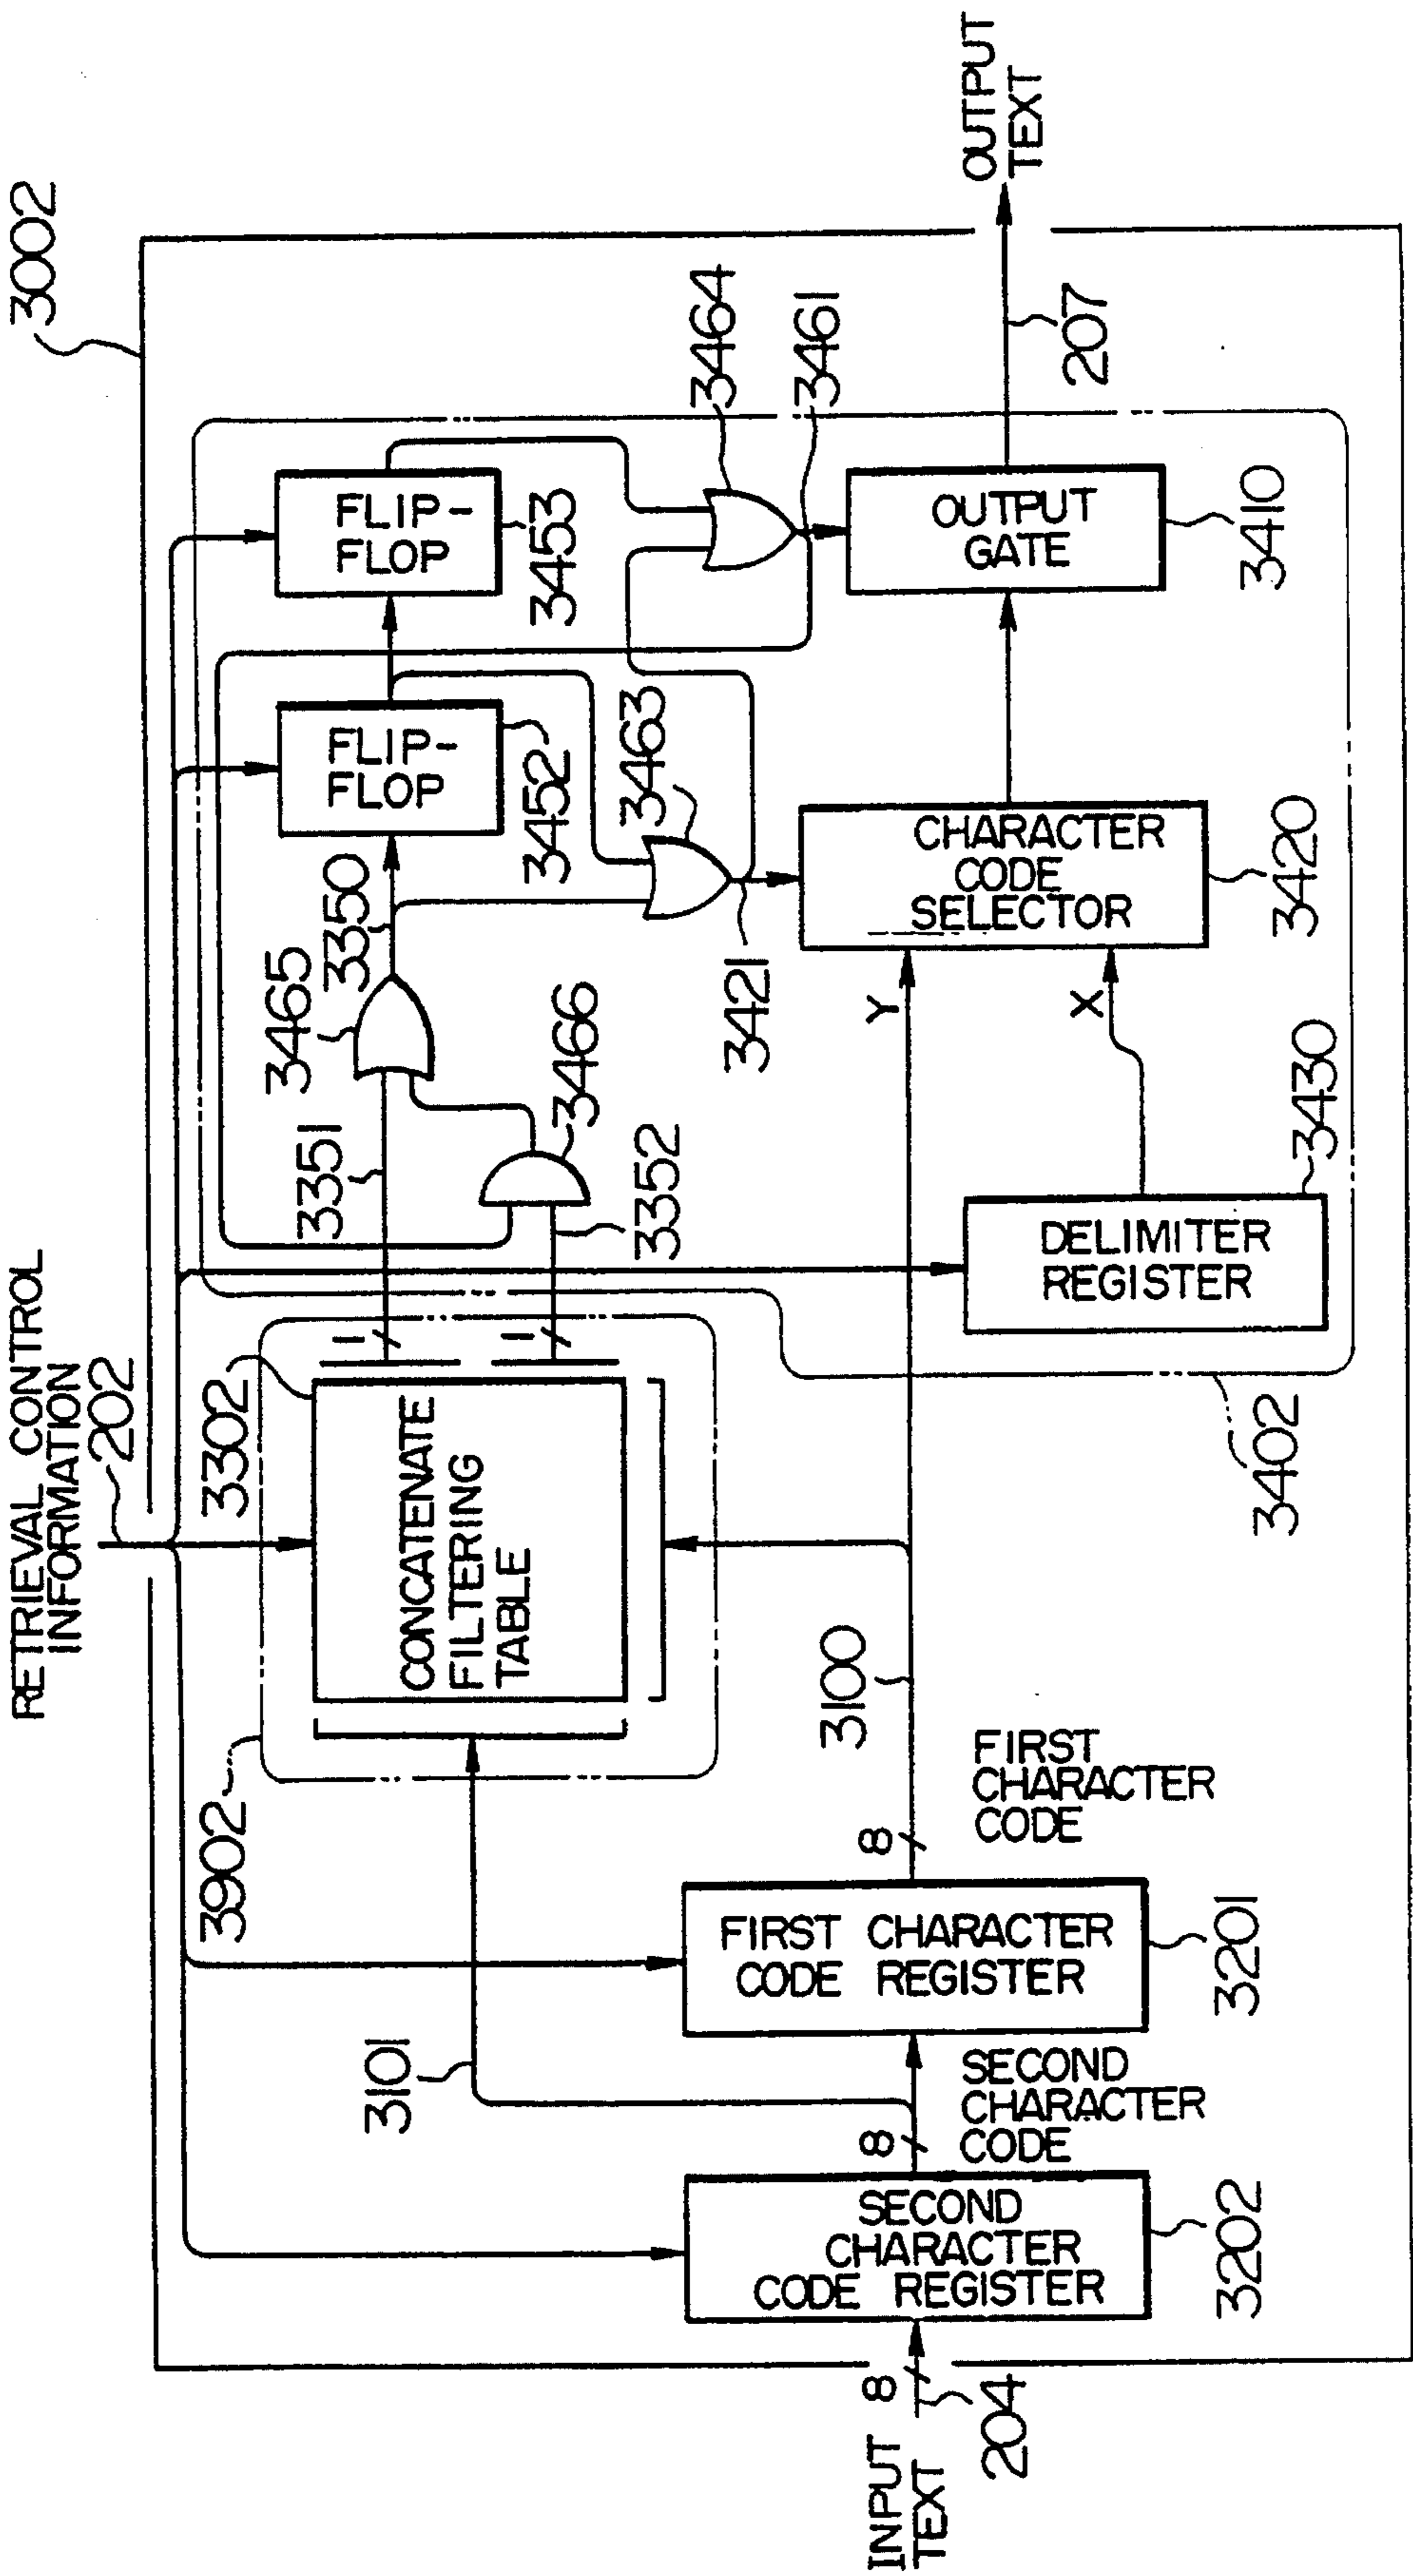 3002
RETRIEVAL CONTROL
INFORMATION
202
3902
3302
CONCATENATE
FILTERING
TABLE
1
1
3351
3352
3465
3466
3350
FLIP-
FLOP
3452
FLIP-
FLOP
3453
3463
3421
3464
3461
3101
3100
INPUT
TEXT
8
204
SECOND
CHARACTER
CODE REGISTER
3202
8
SECOND
CHARACTER
CODE
FIRST CHARACTER
CODE REGISTER
3201
8
FIRST
CHARACTER
CODE
3402
DELIMITER
REGISTER
3430
Y
X
CHARACTER
CODE
SELECTOR
3420
OUTPUT
GATE
3410
207
OUTPUT
TEXT